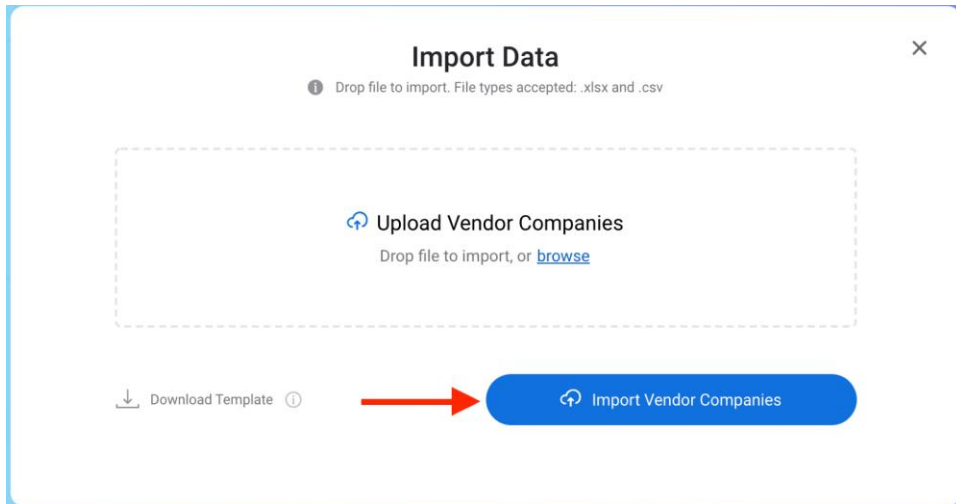 Import Data
Drop file to import. File types accepted: .xlsx and .csv
Upload Vendor Companies
Drop file to import, or browse
Download Template
Import Vendor Companies